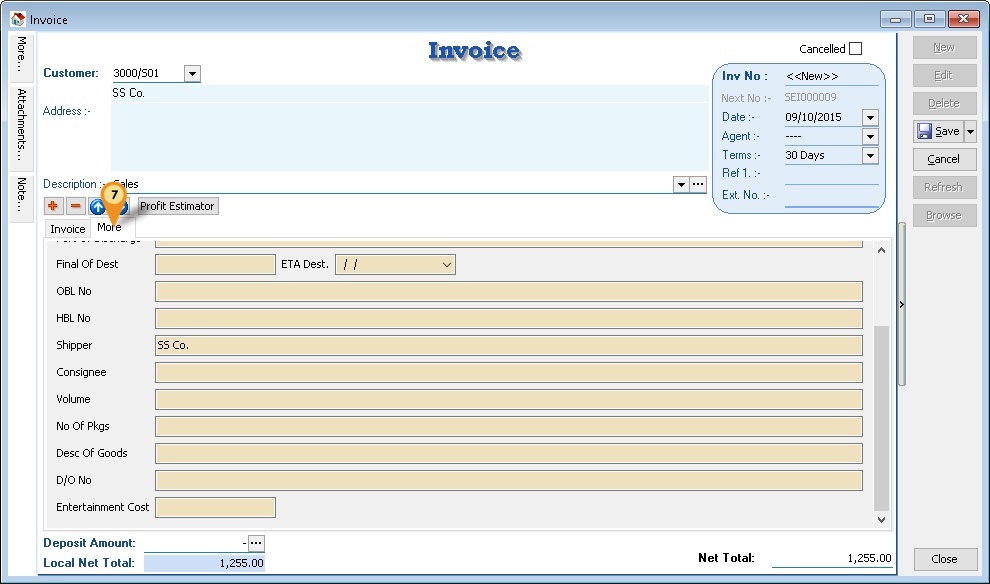 Invoice
More...
Attachments...
Note...
Invoice
Cancelled
Customer: 3000/S01
SS Co.
Address :-
Inv No : <<New>>
Next No :- SEI000009
Date :- 09/10/2015
Agent :- ----
Terms :- 30 Days
Ref 1. :-
Ext. No. :-
Description :- Sales
7
Profit Estimator
Invoice
More
Port Of Discharge
Final Of Dest
ETA Dest. / /
OBL No
HBL No
Shipper SS Co.
Consignee
Volume
No Of Pkgs
Desc Of Goods
D/O No
Entertainment Cost
Deposit Amount: -
Local Net Total: 1,255.00
Net Total: 1,255.00
New
Edit
Delete
Save
Cancel
Refresh
Browse
Close